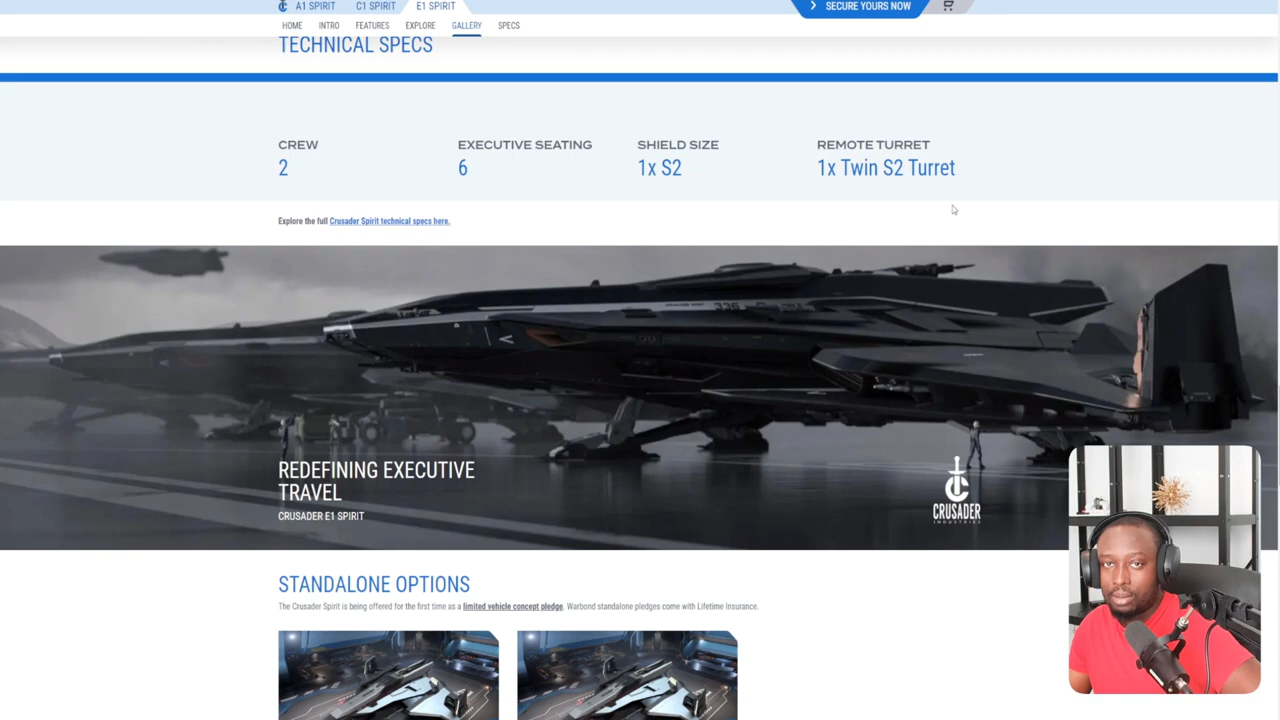 A1 SPIRIT C1 SPIRIT E1 SPIRIT SECURE YOURS NOW
HOME INTRO FEATURES EXPLORE GALLERY SPECS
TECHNICAL SPECS
CREW EXECUTIVE SEATING SHIELD SIZE REMOTE TURRET
2 6 1x S2 1x Twin S2 Turret
Explore the full Crusader Spirit technical specs here.
336
REDEFINING EXECUTIVE
TRAVEL
CRUSADER E1 SPIRIT
CRUSADER
INDUSTRIES
STANDALONE OPTIONS
The Crusader Spirit is being offered for the first time as a limited vehicle concept pledge. Warbond standalone pledges come with Lifetime Insurance.